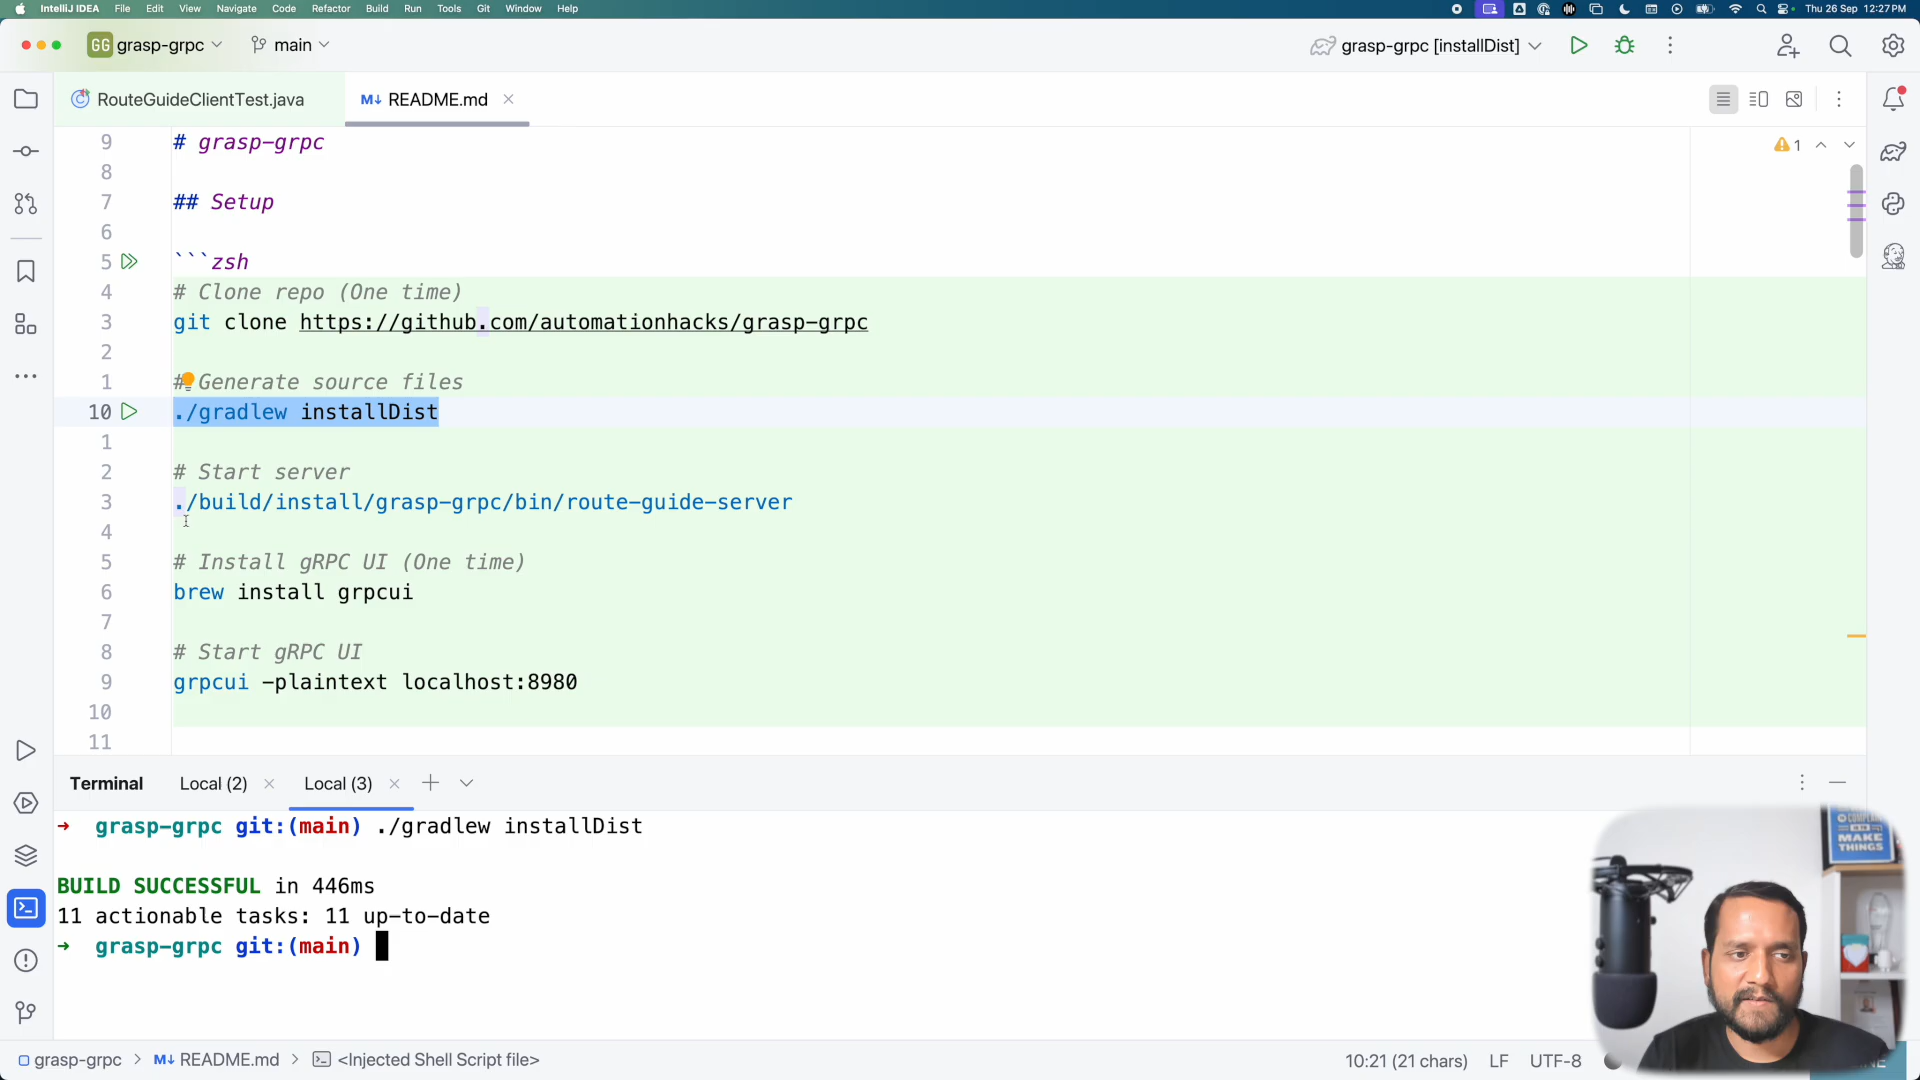 IntelliJ IDEA File Edit View Navigate Code Refactor Build Run Tools Git Window Help Thu 26 Sep 12:27PM
GG grasp-grpc main grasp-grpc [installDist]
RouteGuideClientTest.java M↓ README.md
9 # grasp-grpc
8
7 ## Setup
6
5 ```zsh
4 # Clone repo (One time)
3 git clone https://github.com/automationhacks/grasp-grpc
2
1 # Generate source files
10 ./gradlew installDist
1
2 # Start server
3 ./build/install/grasp-grpc/bin/route-guide-server
4
5 # Install gRPC UI (One time)
6 brew install grpcui
7
8 # Start gRPC UI
9 grpcui -plaintext localhost:8980
10
11
1
Terminal Local (2) Local (3)
→ grasp-grpc git:(main) ./gradlew installDist
BUILD SUCCESSFUL in 446ms
11 actionable tasks: 11 up-to-date
→ grasp-grpc git:(main)
MAKE
THINGS
grasp-grpc > M↓ README.md > <Injected Shell Script file> 10:21 (21 chars) LF UTF-8